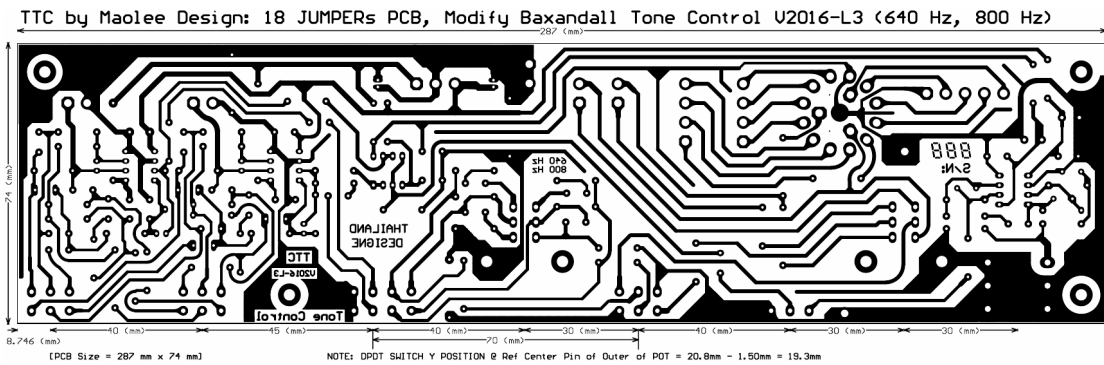 TTC by Maolee Design: 18 JUMPERs PCB, Modify Baxandall Tone Control V2016-L3 (640 Hz, 800 Hz)
287 (mm)
74 (mm)
640 Hz
800 Hz
888
S/N:
THAILAND
DESIGNE
TTC
V2016-L3
Tone Control
40 (mm)
45 (mm)
40 (mm)
30 (mm)
40 (mm)
30 (mm)
30 (mm)
8.746 (mm)
70 (mm)
[PCB Size = 287 mm x 74 mm]
NOTE: DPDT SWITCH Y POSITION @ Ref Center Pin of Outer of POT = 20.8mm - 1.50mm = 19.3mm